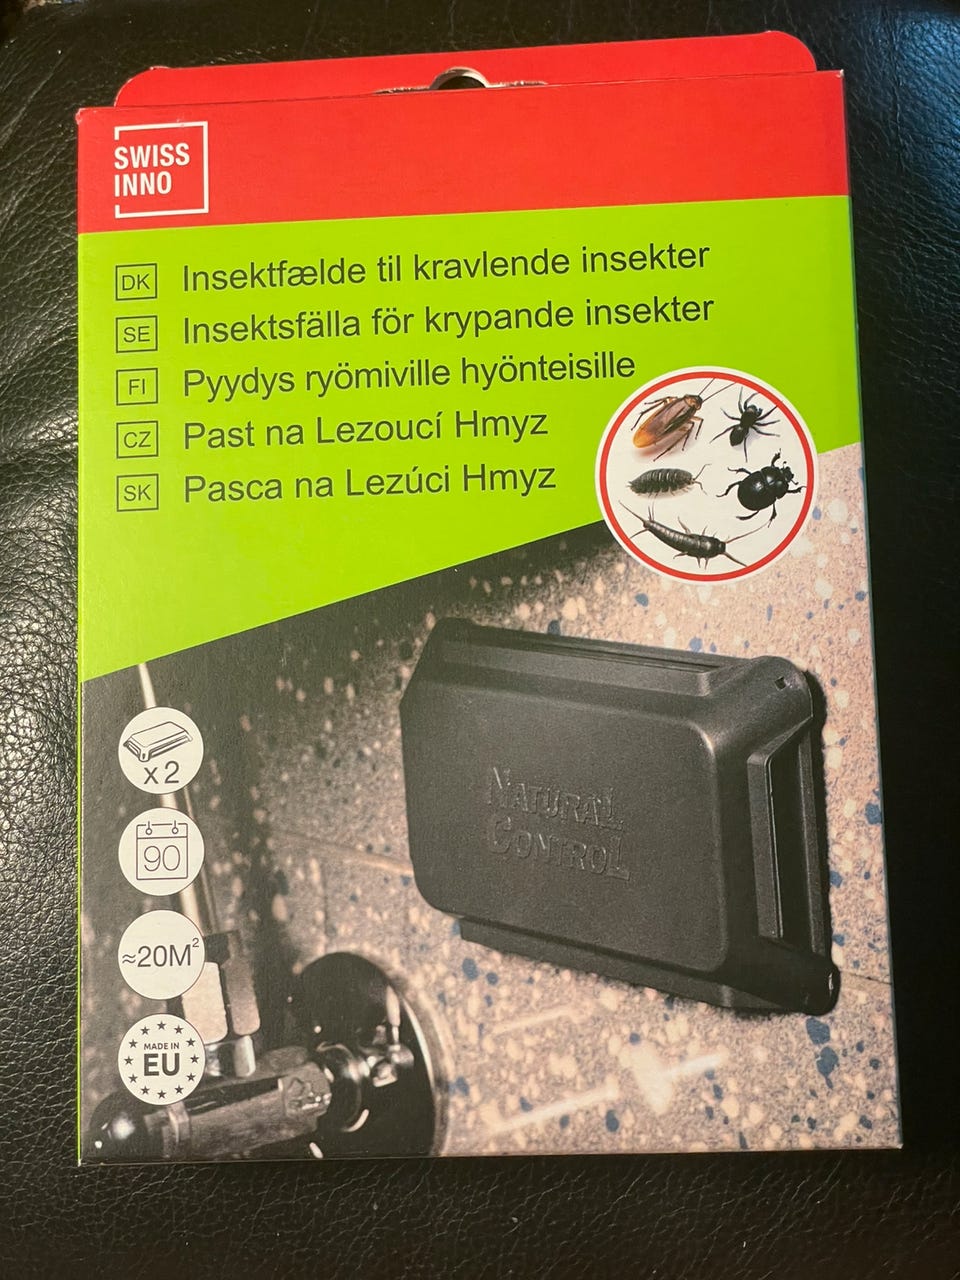 SWISS
INNO
DK Insektfælde til kravlende insekter
SE Insektsfälla för krypande insekter
FI Pyydys ryömiville hyönteisille
CZ Past na Lezoucí Hmyz
SK Pasca na Lezúci Hmyz
NATURAL
CONTROL
x2
90
≈20M²
MADE IN
EU